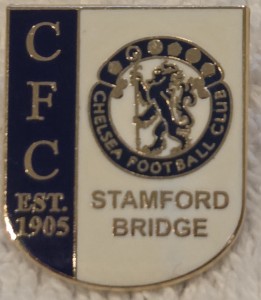 C
F
C
EST.
1905
CHELSEA FOOTBALL CLUB
STAMFORD
BRIDGE